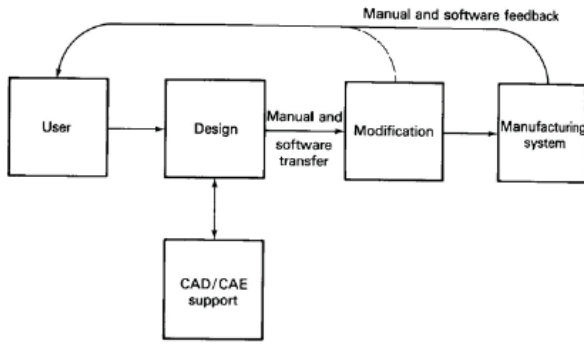 Manual and software feedback
User
Design
Manual and
software
transfer
Modification
Manufacturing
system
CAD/CAE
support